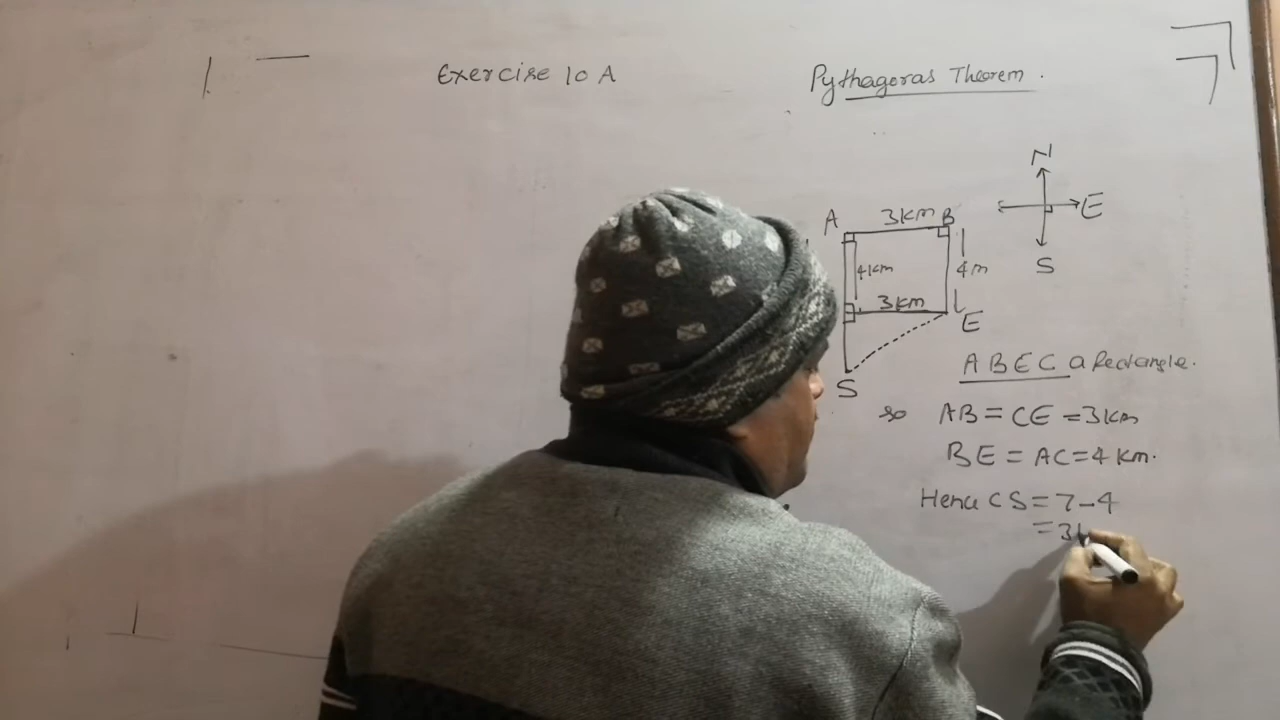 Exercise 10 A
Pythagoras Theorem.
N
E
S
A 3km B
4km
4m
3km
E
S
ABEC a Rectangle.
so AB = CE = 3km
BE = AC = 4 km.
Hence CS = 7-4
= 3k